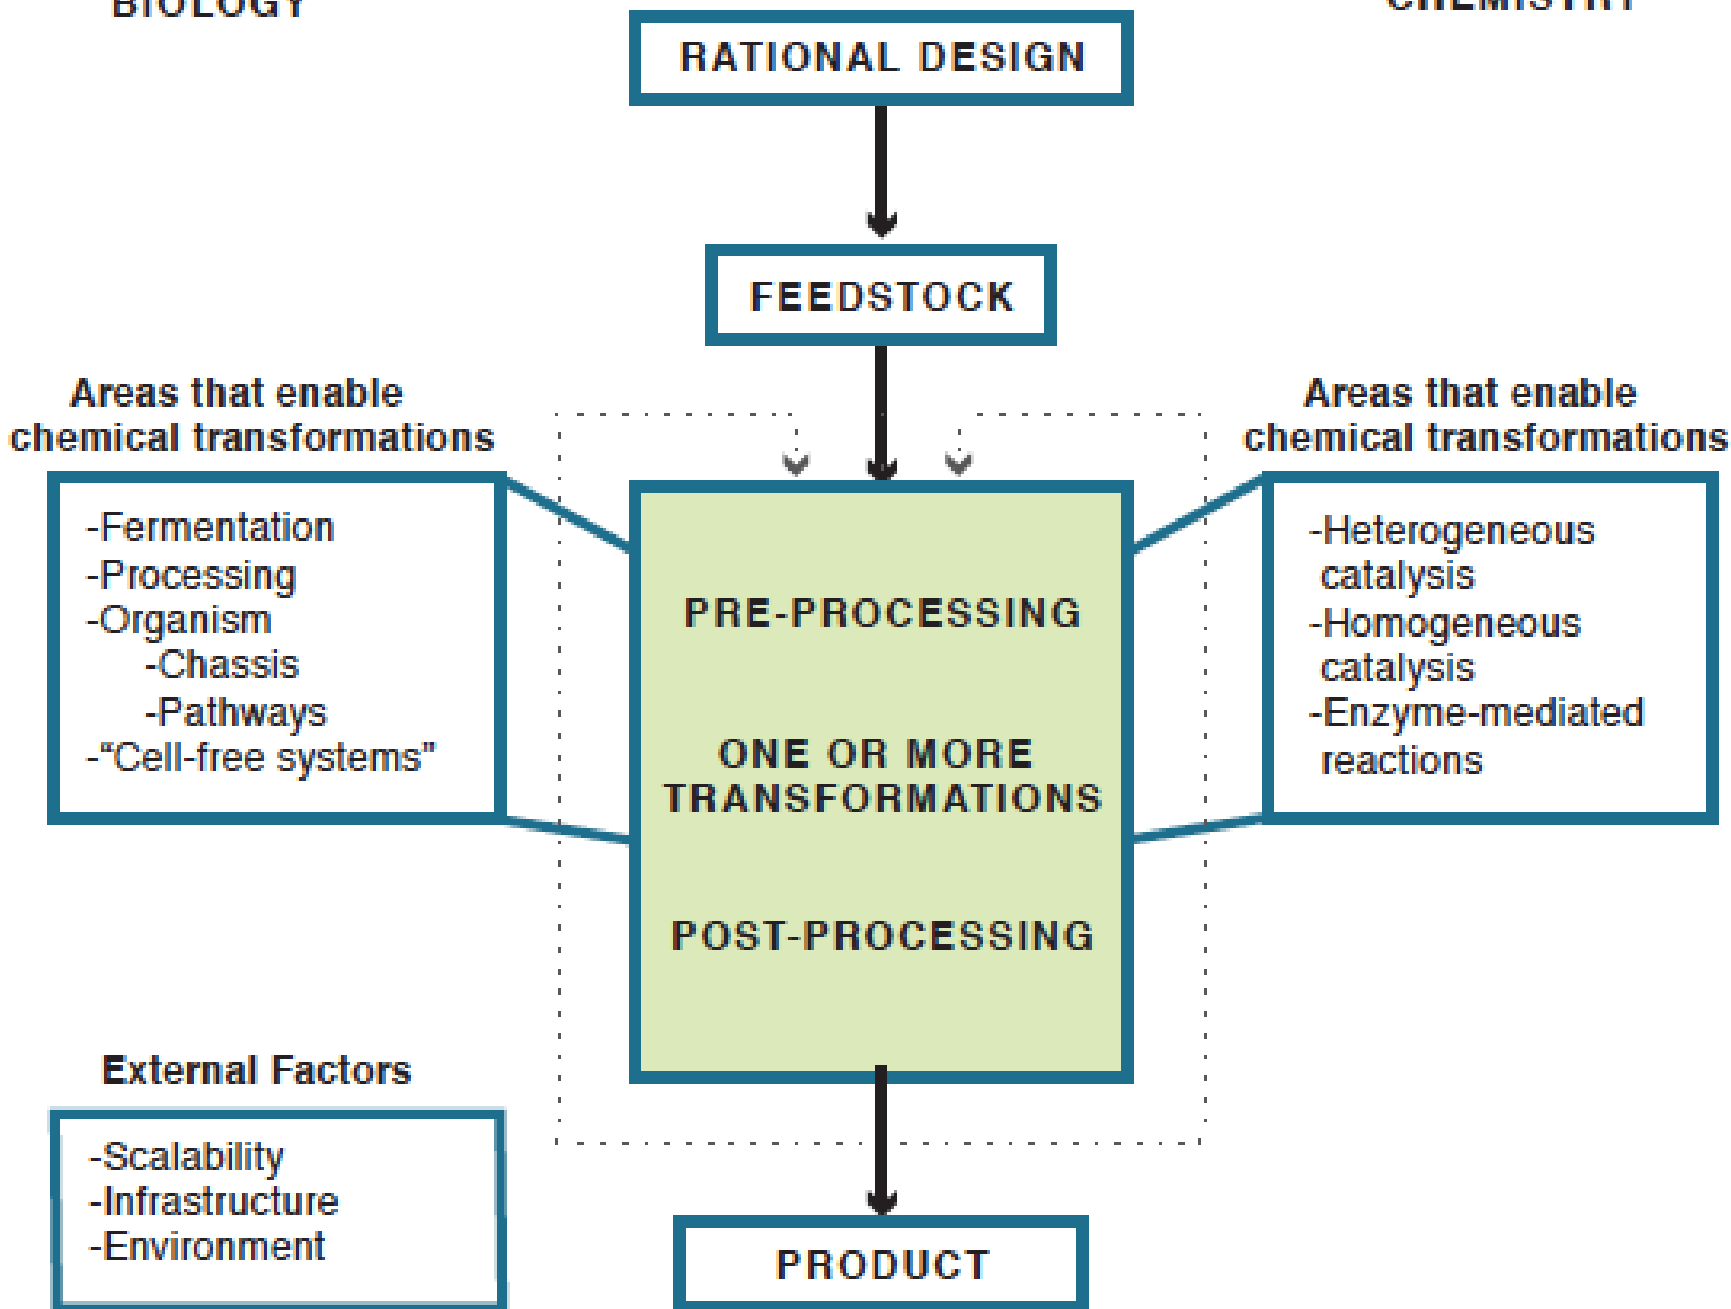 BIOLOGY
CHEMISTRY
RATIONAL DESIGN
FEEDSTOCK
Areas that enable
chemical transformations
-Fermentation
-Processing
-Organism
-Chassis
-Pathways
-“Cell-free systems”
PRE-PROCESSING
ONE OR MORE
TRANSFORMATIONS
POST-PROCESSING
Areas that enable
chemical transformations
-Heterogeneous
catalysis
-Homogeneous
catalysis
-Enzyme-mediated
reactions
External Factors
-Scalability
-Infrastructure
-Environment
PRODUCT